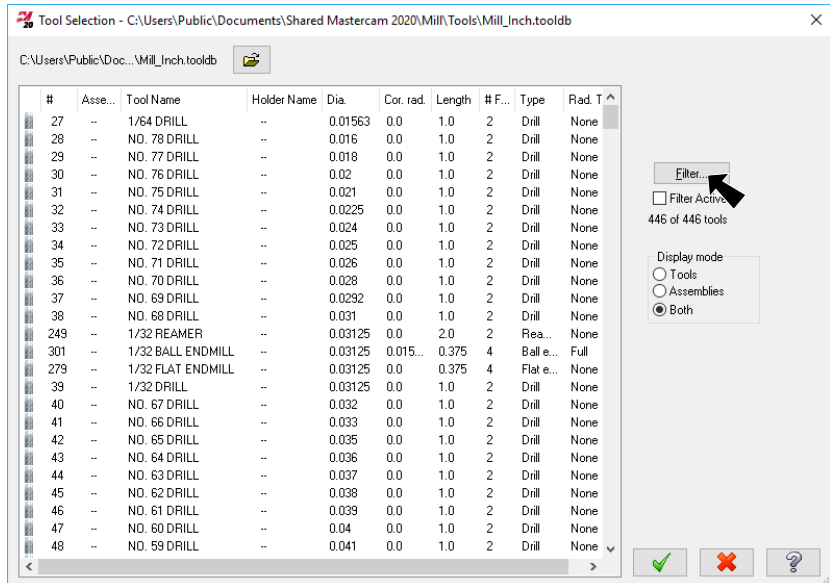 Tool Selection - C:\Users\Public\Documents\Shared Mastercam 2020\Mill\Tools\Mill_Inch.tooldb
C:\Users\Public\Doc...\Mill_Inch.tooldb
# Asse... Tool Name Holder Name Dia. Cor. rad. Length # F... Type Rad. T
27 -- 1/64 DRILL -- 0.01563 0.0 1.0 2 Drill None
28 -- NO. 78 DRILL -- 0.016 0.0 1.0 2 Drill None
29 -- NO. 77 DRILL -- 0.018 0.0 1.0 2 Drill None
30 -- NO. 76 DRILL -- 0.02 0.0 1.0 2 Drill None
31 -- NO. 75 DRILL -- 0.021 0.0 1.0 2 Drill None
32 -- NO. 74 DRILL -- 0.0225 0.0 1.0 2 Drill None
33 -- NO. 73 DRILL -- 0.024 0.0 1.0 2 Drill None
34 -- NO. 72 DRILL -- 0.025 0.0 1.0 2 Drill None
35 -- NO. 71 DRILL -- 0.026 0.0 1.0 2 Drill None
36 -- NO. 70 DRILL -- 0.028 0.0 1.0 2 Drill None
37 -- NO. 69 DRILL -- 0.0292 0.0 1.0 2 Drill None
38 -- NO. 68 DRILL -- 0.031 0.0 1.0 2 Drill None
249 -- 1/32 REAMER -- 0.03125 0.0 2.0 2 Rea... None
301 -- 1/32 BALL ENDMILL -- 0.03125 0.015... 0.375 4 Ball e... Full
279 -- 1/32 FLAT ENDMILL -- 0.03125 0.0 0.375 4 Flat e... None
39 -- 1/32 DRILL -- 0.03125 0.0 1.0 2 Drill None
40 -- NO. 67 DRILL -- 0.032 0.0 1.0 2 Drill None
41 -- NO. 66 DRILL -- 0.033 0.0 1.0 2 Drill None
42 -- NO. 65 DRILL -- 0.035 0.0 1.0 2 Drill None
43 -- NO. 64 DRILL -- 0.036 0.0 1.0 2 Drill None
44 -- NO. 63 DRILL -- 0.037 0.0 1.0 2 Drill None
45 -- NO. 62 DRILL -- 0.038 0.0 1.0 2 Drill None
46 -- NO. 61 DRILL -- 0.039 0.0 1.0 2 Drill None
47 -- NO. 60 DRILL -- 0.04 0.0 1.0 2 Drill None
48 -- NO. 59 DRILL -- 0.041 0.0 1.0 2 Drill None
Filter...
Filter Active
446 of 446 tools
Display mode
Tools
Assemblies
Both